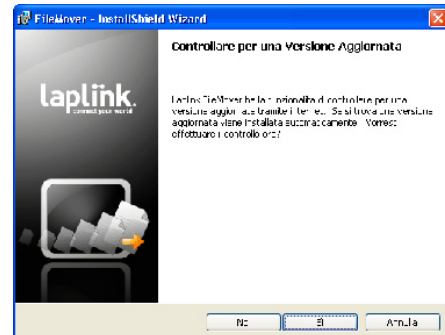 FileMover - InstallShield Wizard
Controllare per una Versione Aggiornata
laplink.
connect your world
Laplink FileMover ha la funzionalità di controllare per una
versione aggiornata tramite internet. Se si trova una versione
aggiornata viene installata automaticamente. Vorresti
effettuare il controllo ora?
No
Sì
Annulla